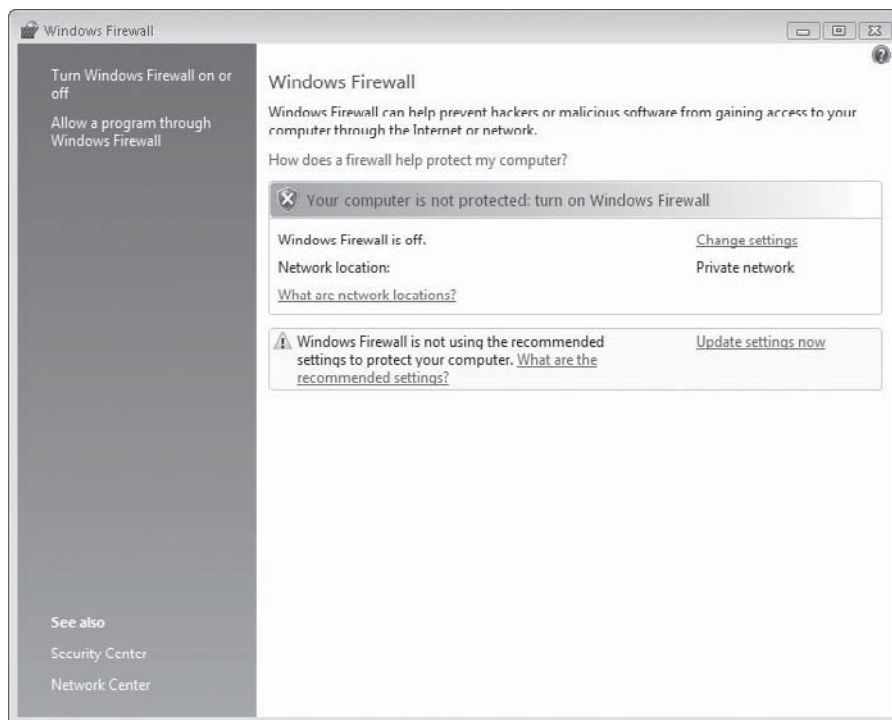 Windows Firewall
Turn Windows Firewall on or
off
Allow a program through
Windows Firewall
See also
Security Center
Network Center
Windows Firewall
Windows Firewall can help prevent hackers or malicious software from gaining access to your
computer through the Internet or network.
How does a firewall help protect my computer?
Your computer is not protected: turn on Windows Firewall
Windows Firewall is off.
Change settings
Network location:
Private network
What are network locations?
Windows Firewall is not using the recommended
settings to protect your computer. What are the
recommended settings?
Update settings now